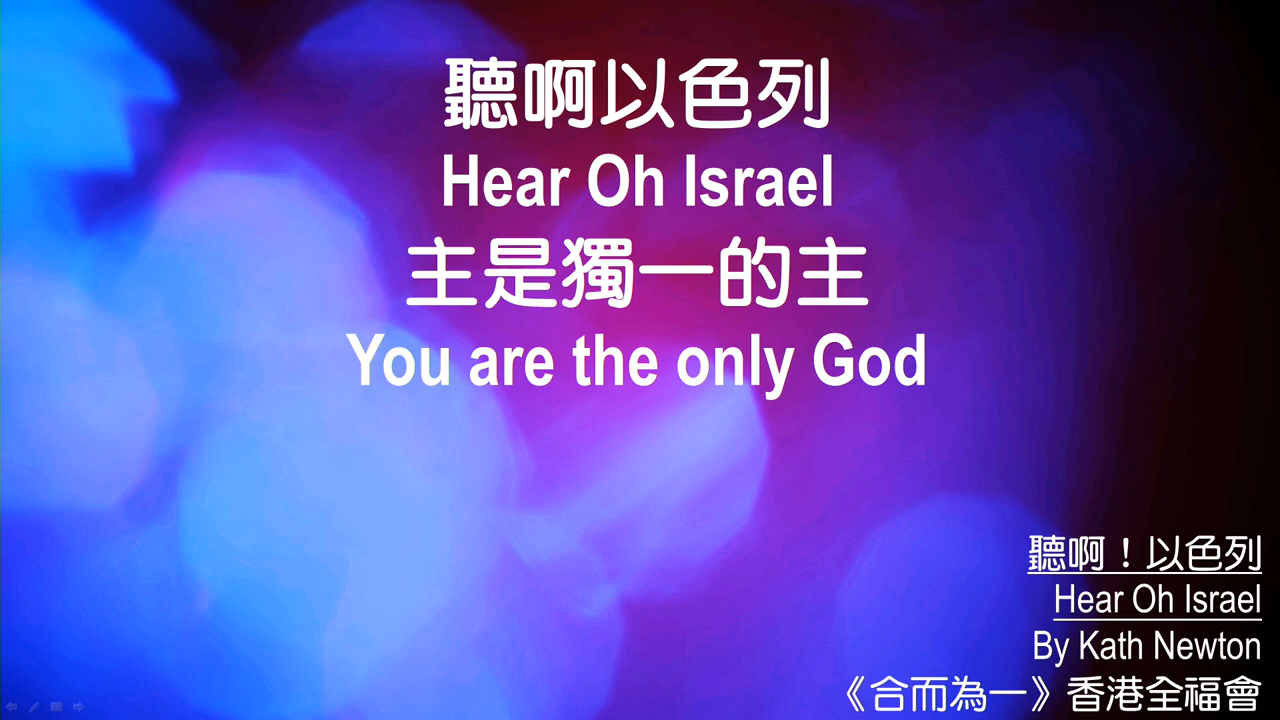 聽啊以色列
Hear Oh Israel
主是獨一的主
You are the only God
聽啊！以色列
Hear Oh Israel
By Kath Newton
《合而為一》香港全福會